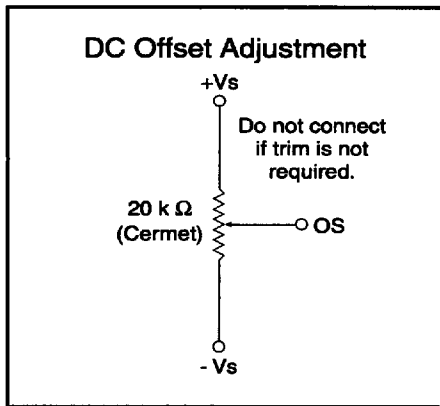 DC Offset Adjustment
+Vs
Do not connect
if trim is not
required.
20 k Ω
(Cermet)
OS
- Vs